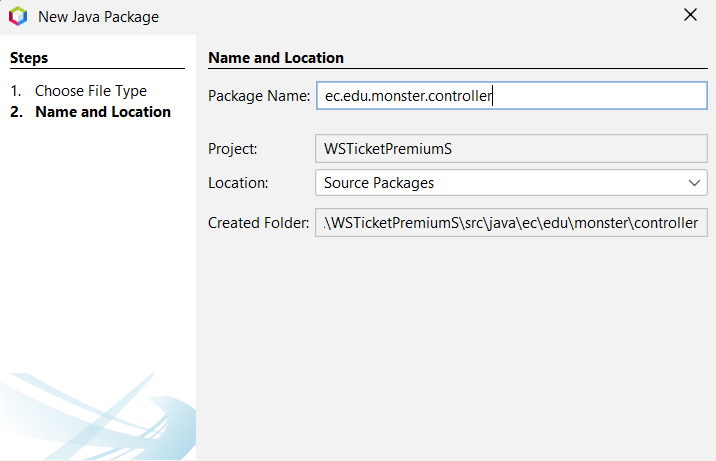 New Java Package
Steps
1. Choose File Type
2. Name and Location
Name and Location
Package Name: ec.edu.monster.controller
Project: WSTicketPremiumS
Location: Source Packages
Created Folder: .\WSTicketPremiumS\src\java\ec\edu\monster\controller